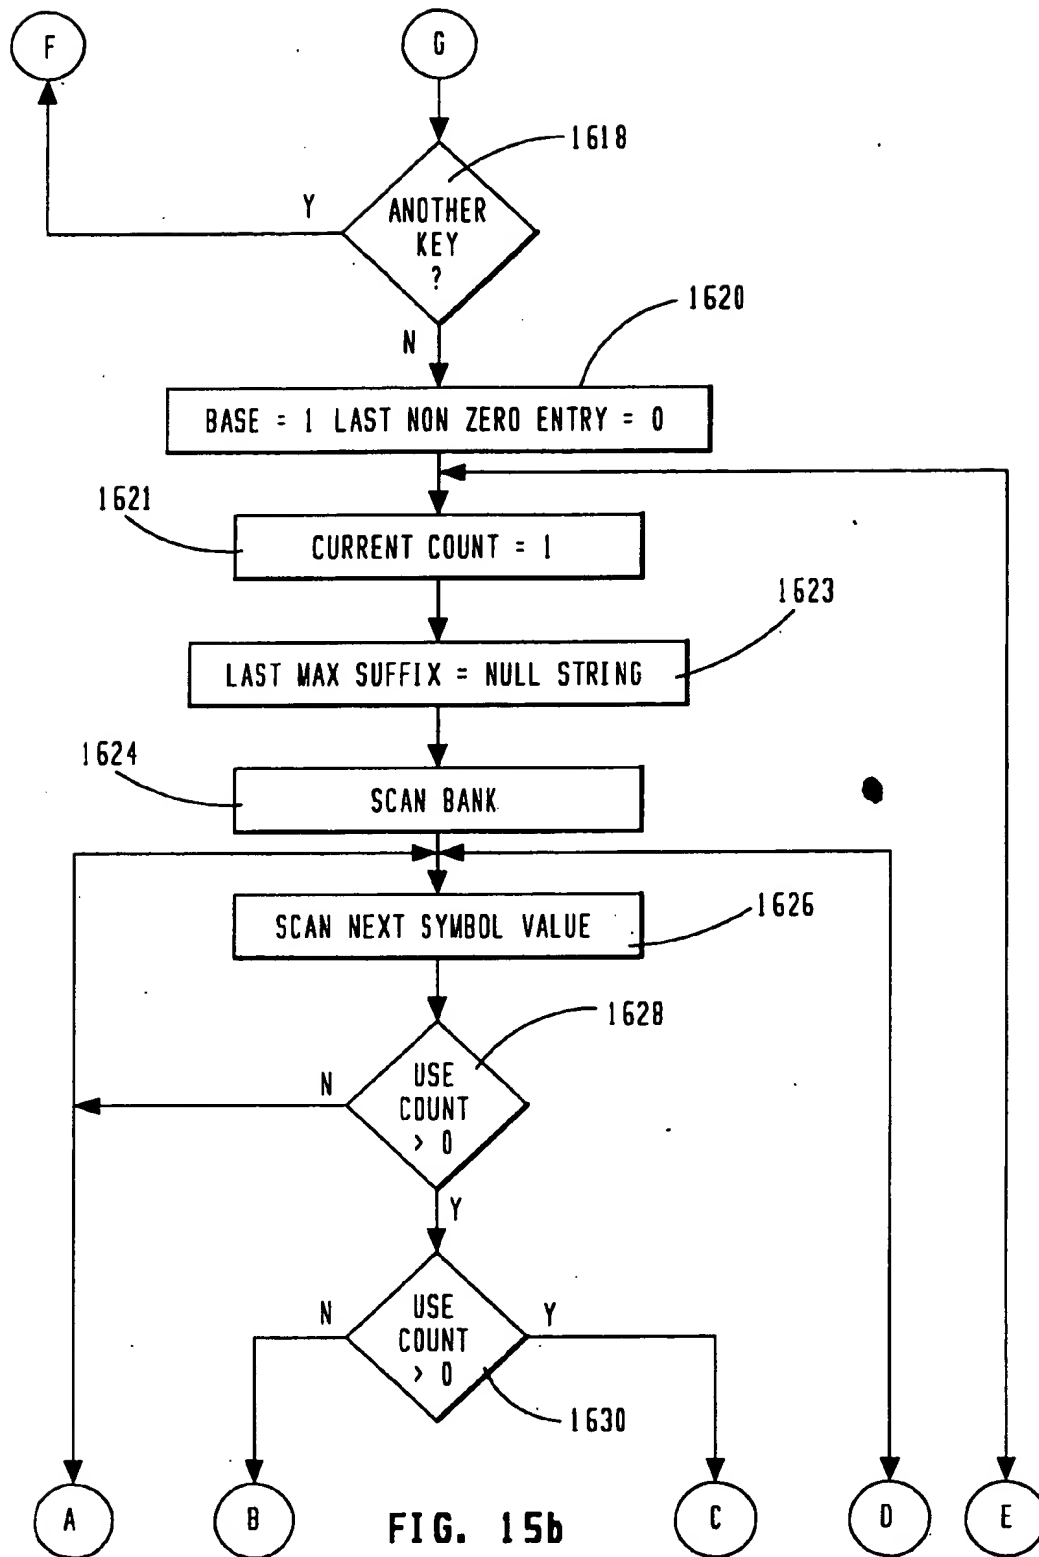 F
G
1618
Y
ANOTHER
KEY
?
1620
N
BASE = 1 LAST NON ZERO ENTRY = 0
1621
CURRENT COUNT = 1
1623
LAST MAX SUFFIX = NULL STRING
1624
SCAN BANK
SCAN NEXT SYMBOL VALUE
1626
1628
N
USE
COUNT
> 0
Y
N
USE
COUNT
> 0
Y
1630
A
B
FIG. 15b
C
D
E